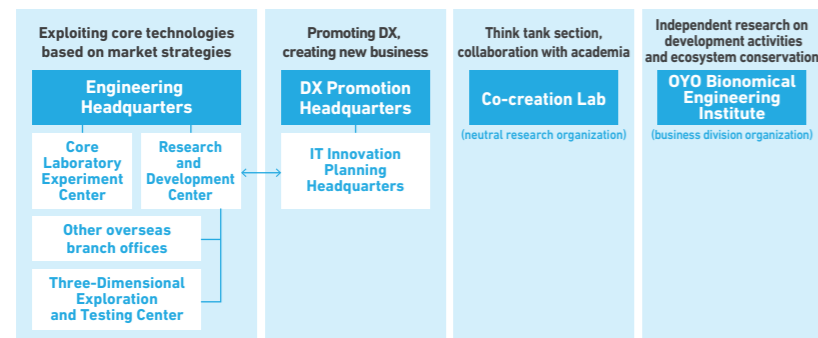 Exploiting core technologies
based on market strategies
Engineering
Headquarters
Core
Laboratory
Experiment
Center
Research
and
Development
Center
Other overseas
branch offices
Three-Dimensional
Exploration
and Testing Center
Promoting DX,
creating new business
DX Promotion
Headquarters
IT Innovation
Planning
Headquarters
Think tank section,
collaboration with academia
Co-creation Lab
(neutral research organization)
Independent research on
development activities
and ecosystem conservation
OYO Bionomical
Engineering
Institute
(business division organization)